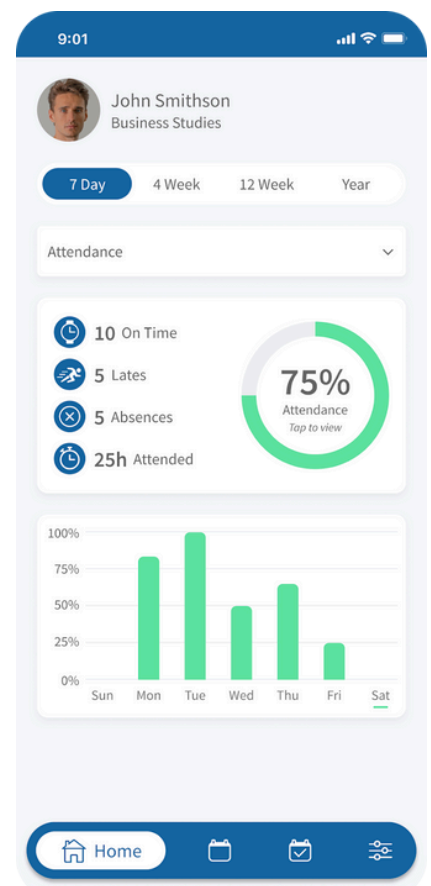 9:01
John Smithson
Business Studies
7 Day 4 Week 12 Week Year
Attendance
10 On Time
5 Lates
5 Absences
25h Attended
75%
Attendance
Tap to view
100%
75%
50%
25%
0%
Sun Mon Tue Wed Thu Fri Sat
Home